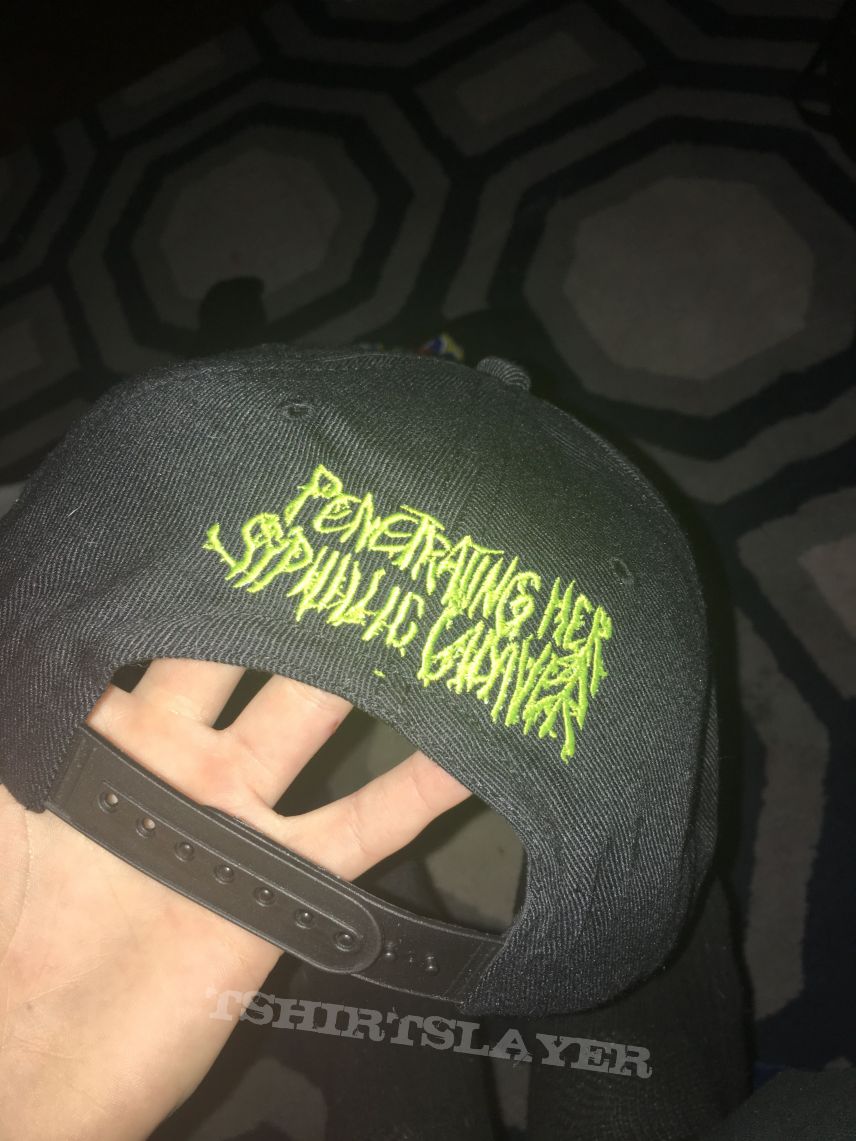 PENETRATING HER
SYPHILLIC CADAVER
TSHIRTSLAYER